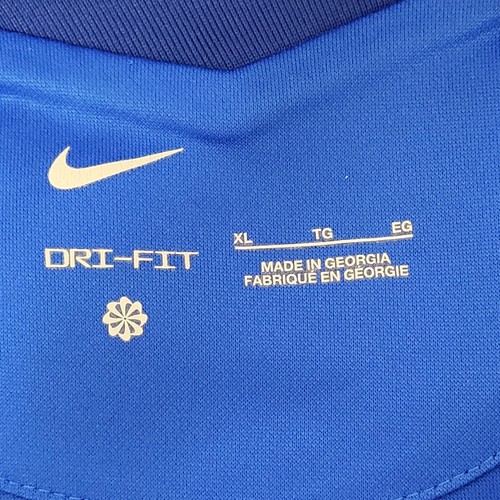 DRI-FIT
XL TG EG
MADE IN GEORGIA
FABRIQUÉ EN GÉORGIE